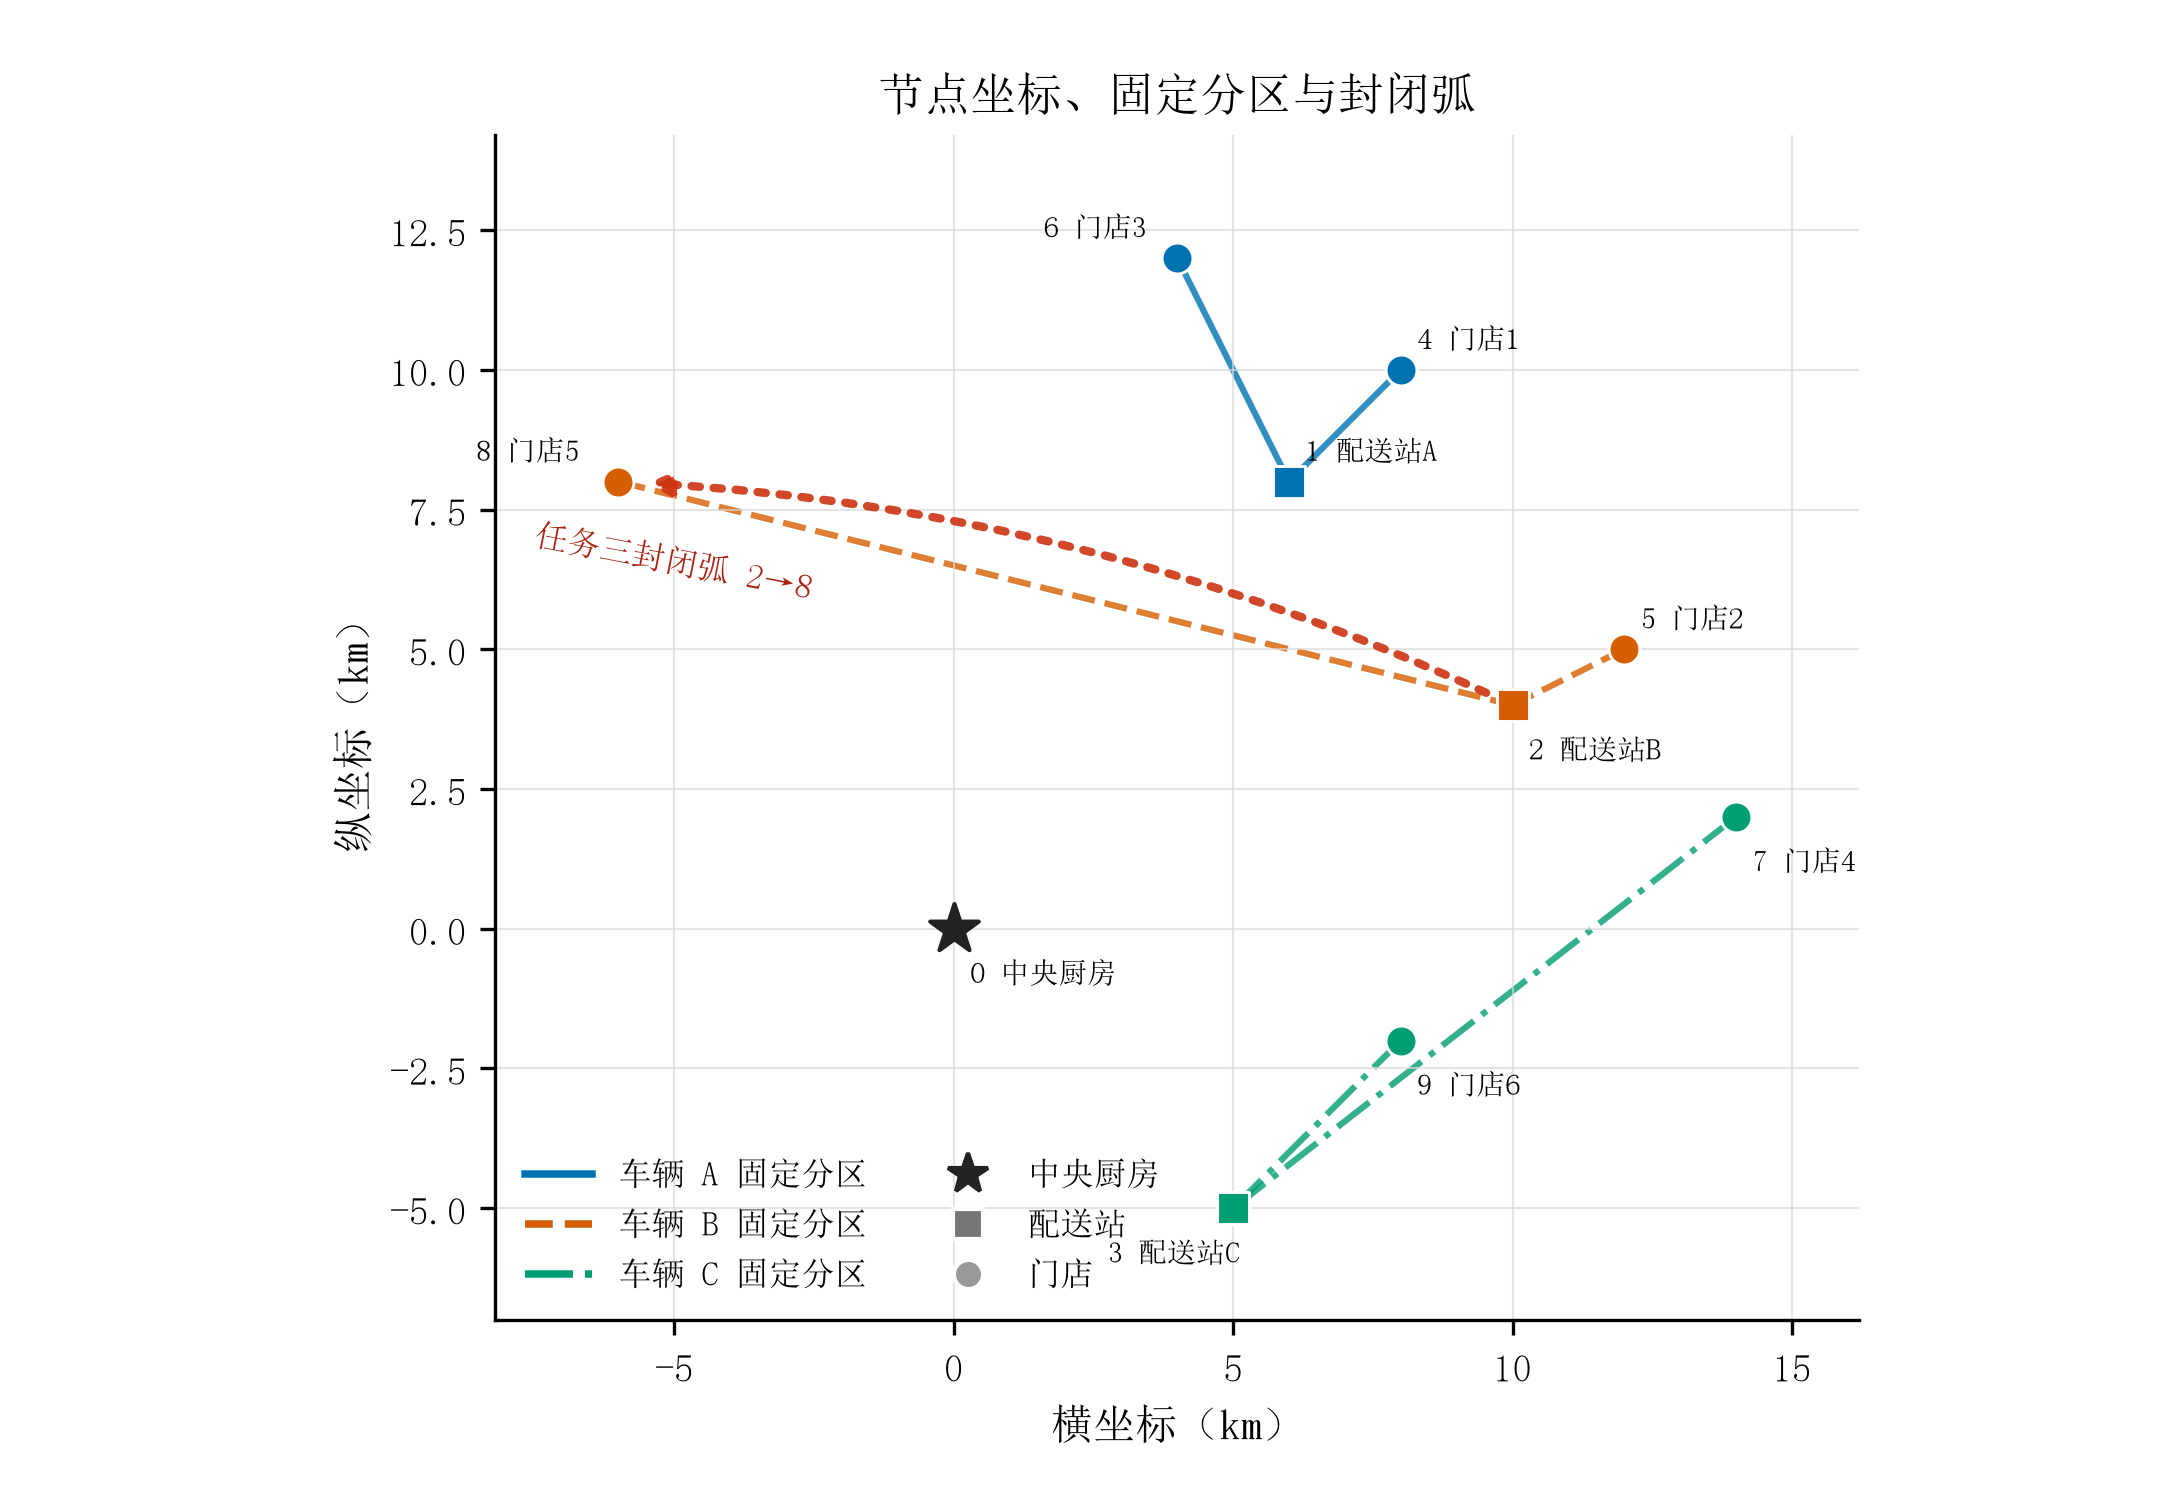 节点坐标、固定分区与封闭弧
纵坐标（km）
12.5
10.0
7.5
5.0
2.5
0.0
−2.5
−5.0
6 门店3
4 门店1
1 配送站A
8 门店5
任务三封闭弧 2→8
5 门店2
2 配送站B
7 门店4
0 中央厨房
9 门店6
3 配送站C
车辆 A 固定分区
车辆 B 固定分区
车辆 C 固定分区
中央厨房
配送站
门店
−5
0
5
10
15
横坐标（km）